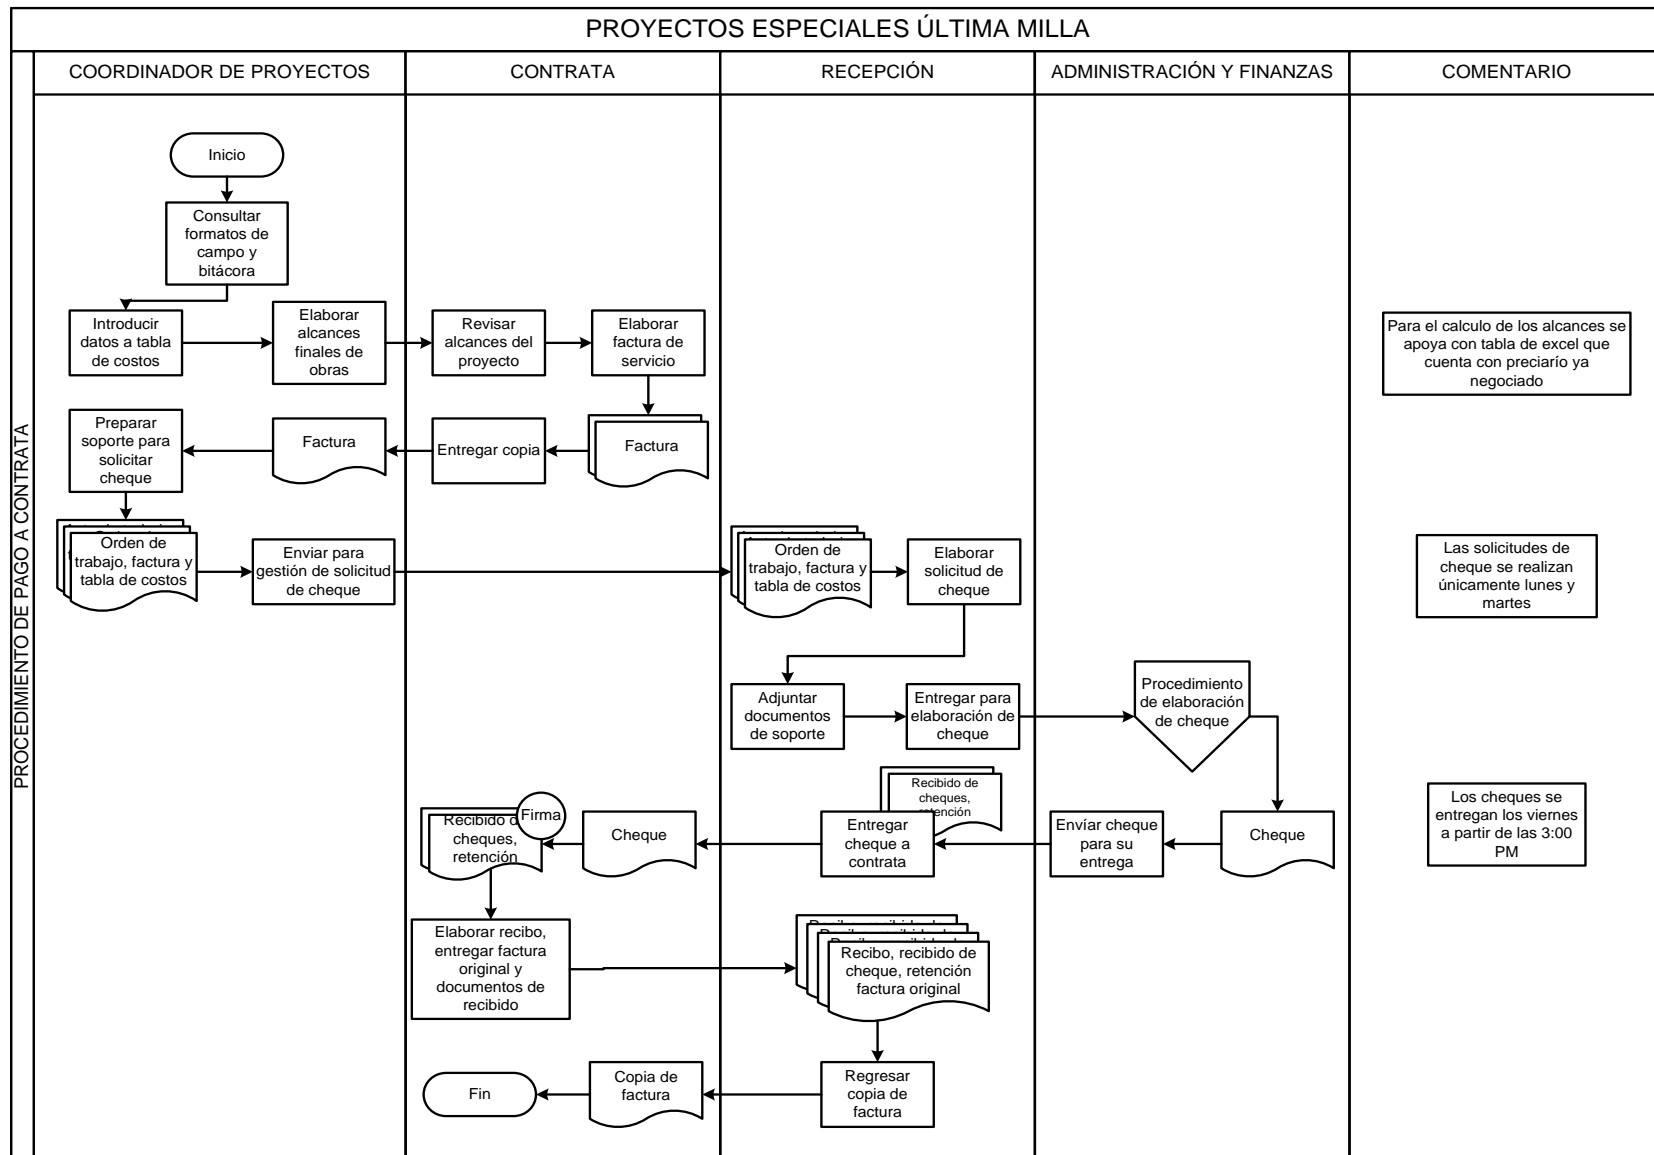 PROYECTOS ESPECIALES ÚLTIMA MILLA
PROCEDIMIENTO DE PAGO A CONTRATA
COORDINADOR DE PROYECTOS
CONTRATA
RECEPCIÓN
ADMINISTRACIÓN Y FINANZAS
COMENTARIO
Inicio
Consultar
formatos de
campo y
bitácora
Introducir
datos a tabla
de costos
Elaborar
alcances
finales de
obras
Revisar
alcances del
proyecto
Elaborar
factura de
servicio
Para el calculo de los alcances se
apoya con tabla de excel que
cuenta con preciarío ya
negociado
Preparar
soporte para
solicitar
cheque
Factura
Entregar copia
Factura
Orden de
trabajo, factura y
tabla de costos
Enviar para
gestión de solicitud
de cheque
Orden de
trabajo, factura y
tabla de costos
Elaborar
solicitud de
cheque
Las solicitudes de
cheque se realizan
únicamente lunes y
martes
Adjuntar
documentos
de soporte
Entregar para
elaboración de
cheque
Procedimiento
de elaboración
de cheque
Recibido de
cheques,
retención
Firma
Recibido d
cheques,
retención
Cheque
Entregar
cheque a
contrata
Envíar cheque
para su
entrega
Cheque
Los cheques se
entregan los viernes
a partir de las 3:00
PM
Elaborar recibo,
entregar factura
original y
documentos de
recibido
Recibo, recibido de
cheque, retención
factura original
Fin
Copia de
factura
Regresar
copia de
factura